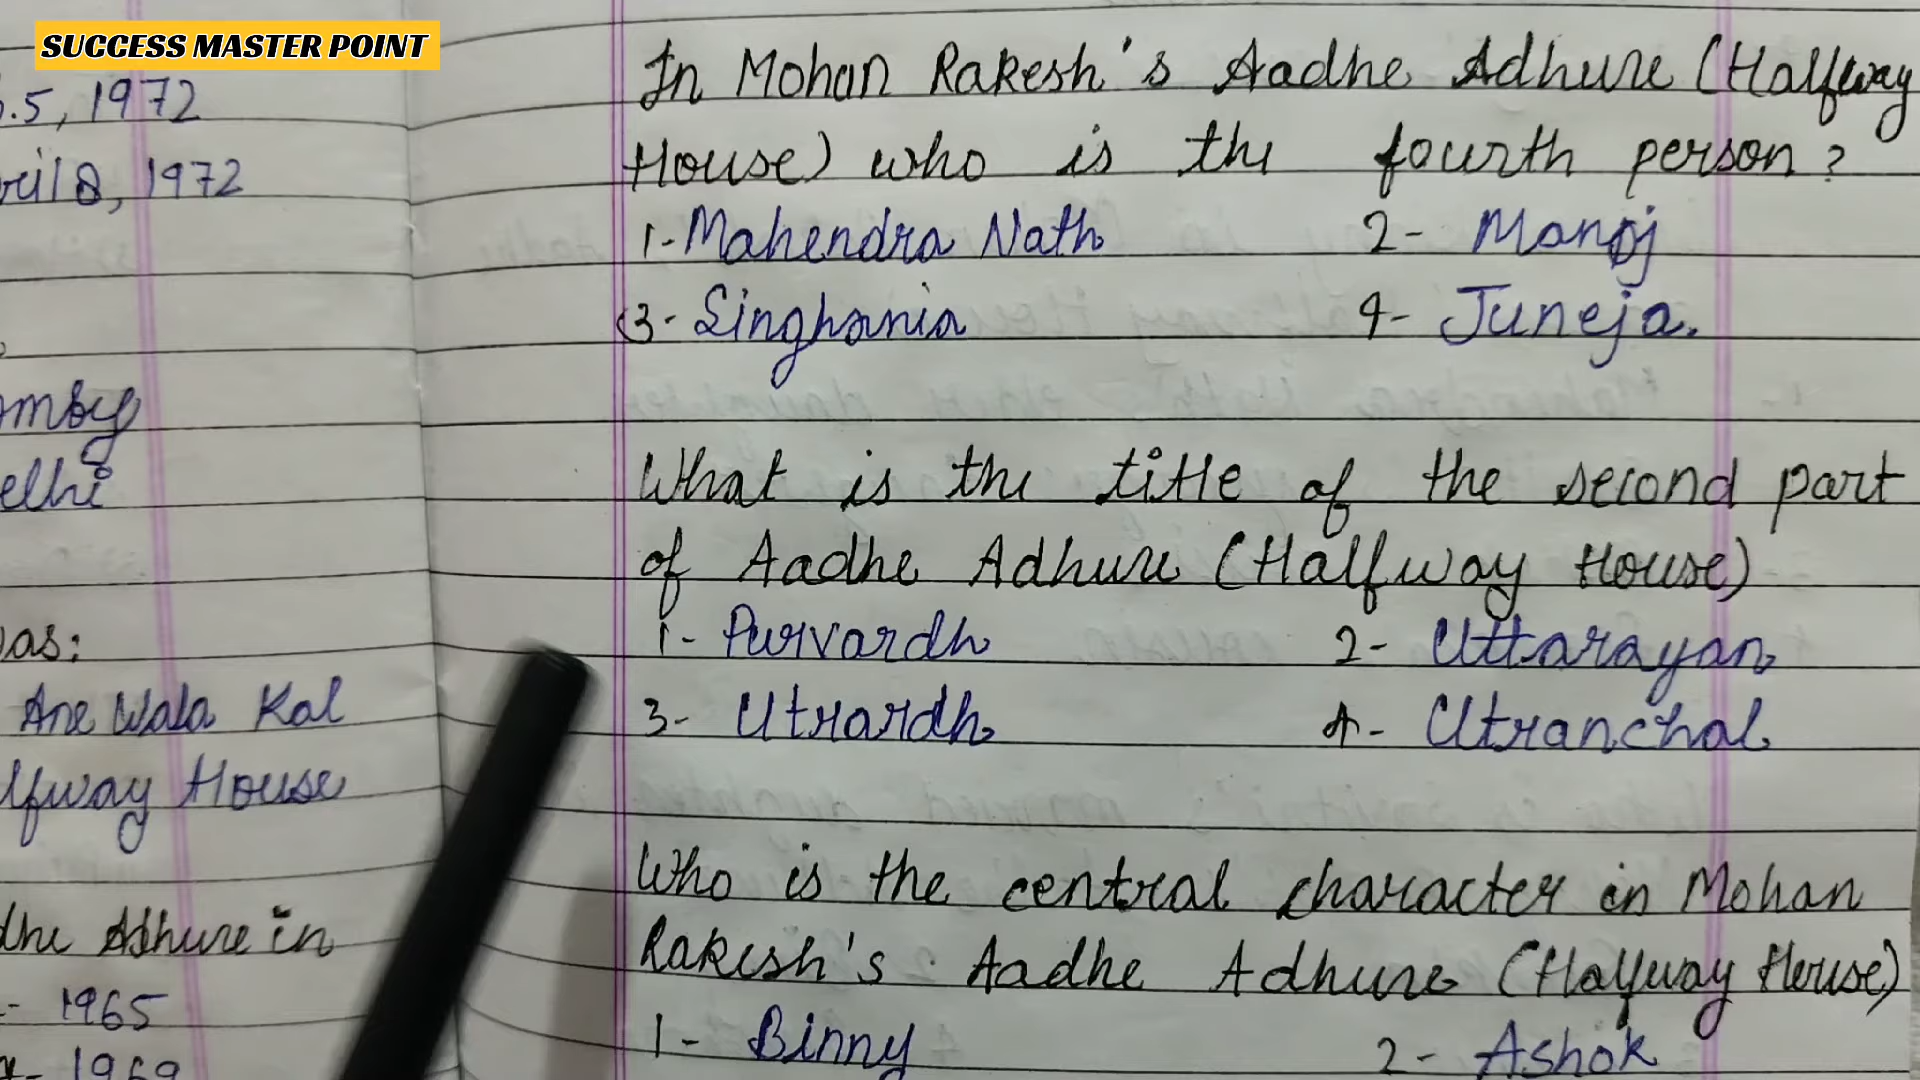 SUCCESS MASTER POINT
.5, 1972
ril 8, 1972
omby
elhi
as:
Ane Wala Kal
lfway House
dhe Adhure in
- 1965
- 1969
In Mohan Rakesh's Aadhe Adhure (Halfway
House) who is the fourth person?
1- Mahendra Nath 2- Manoj
3- Singhania 4- Juneja.
What is the title of the second part
of Aadhe Adhure (Halfway House)
1- Purvardh 2- Uttarayan
3- Utrardh 4- Utranchal
Who is the central character in Mohan
Rakesh's Aadhe Adhure (Halfway House)
1- Binny 2- Ashok